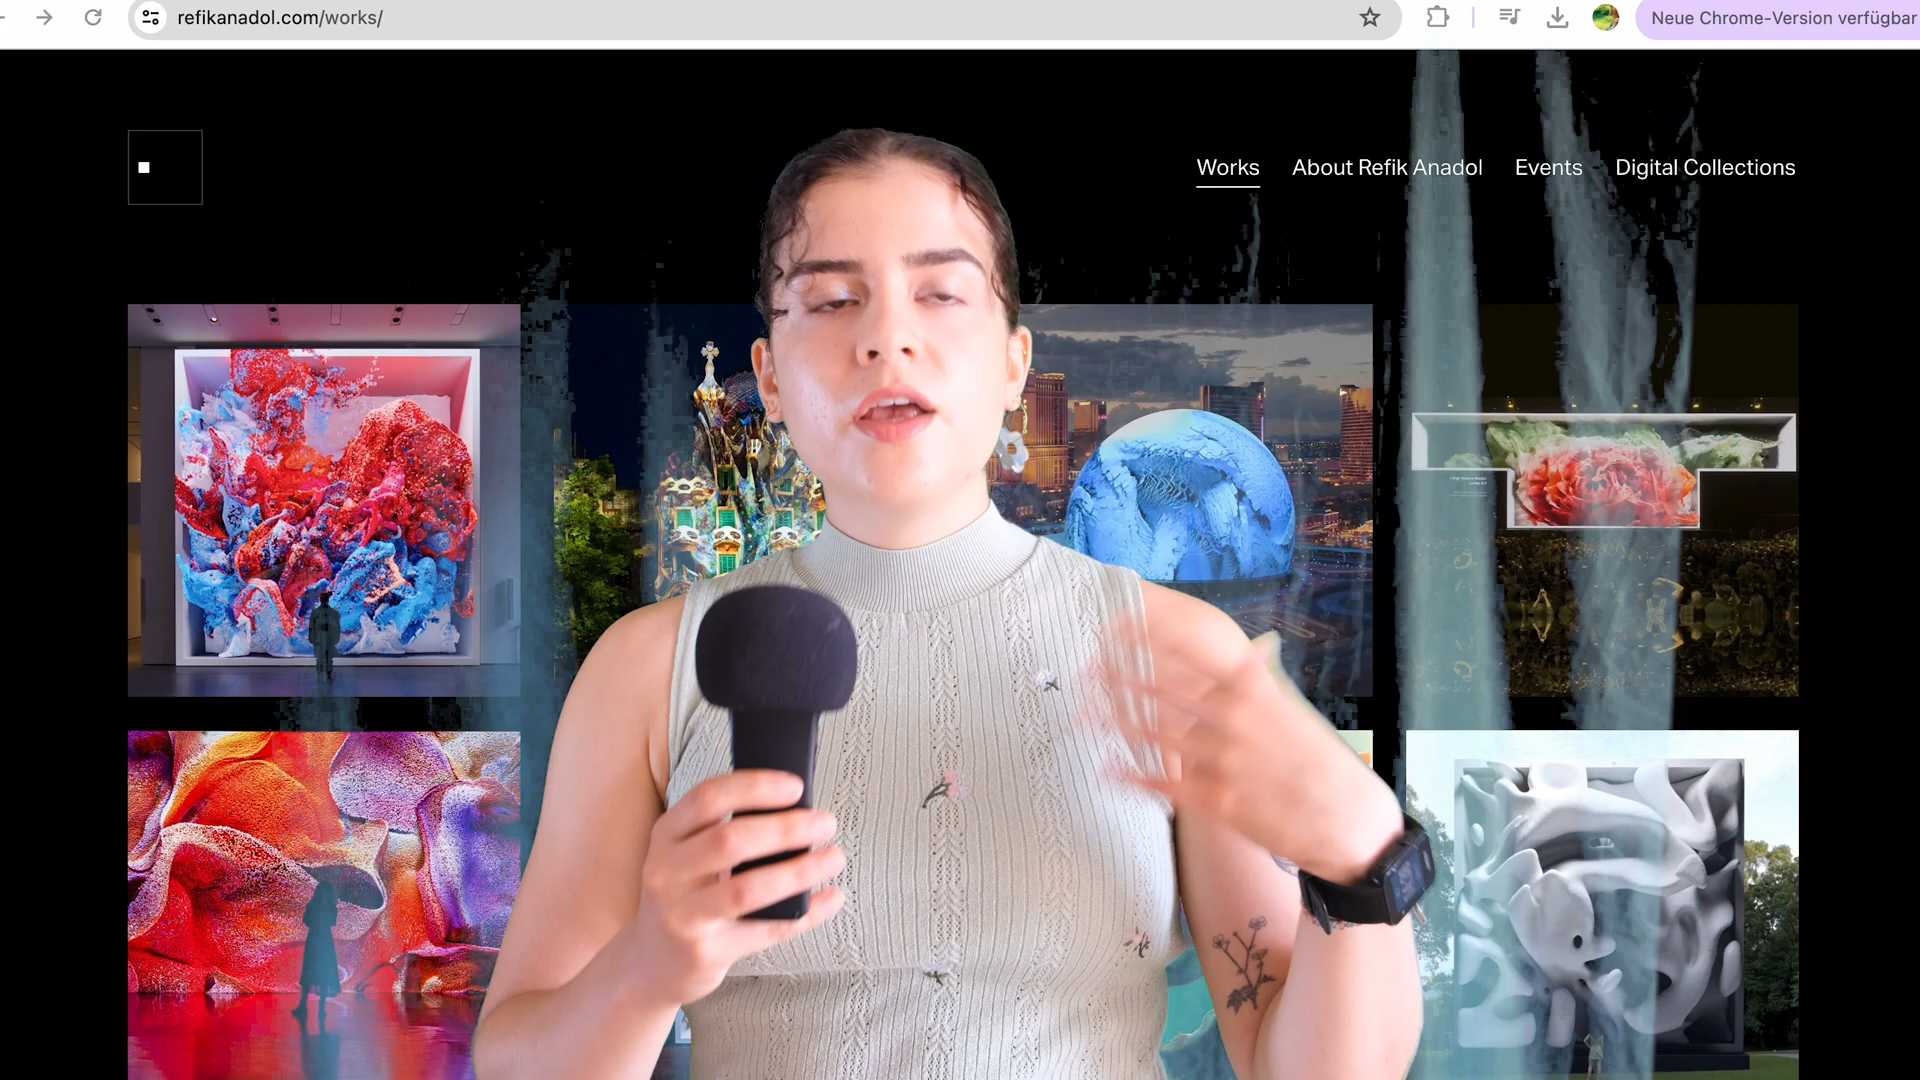 refikanadol.com/works/
Neue Chrome-Version verfügbar
Works
About Refik Anadol
Events
Digital Collections